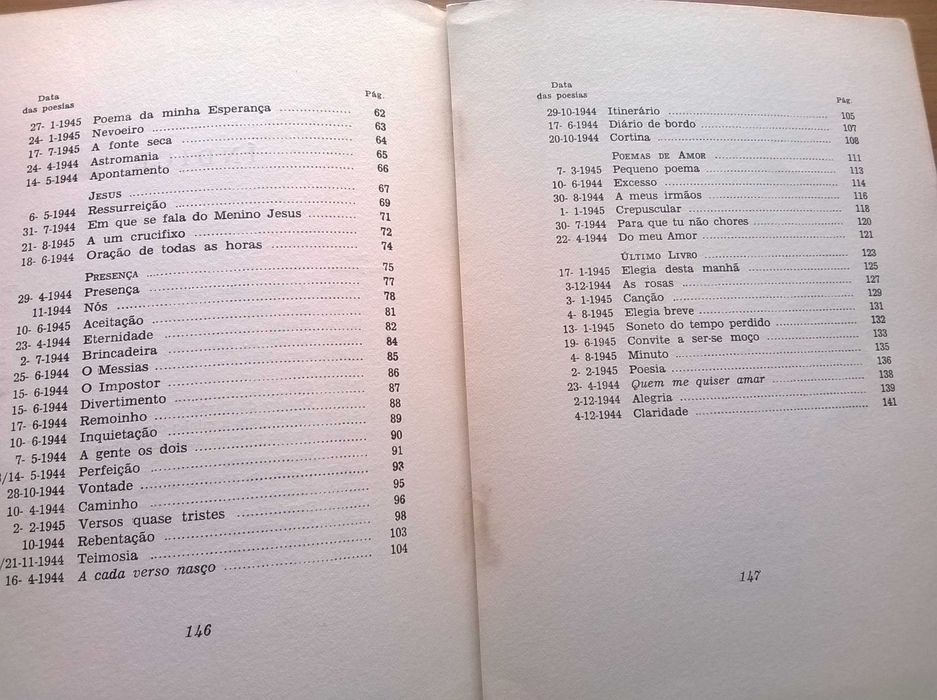 Data
das poesias Pág.
27- 1-1945 Poema da minha Esperança 62
24- 1-1945 Nevoeiro 63
17- 7-1945 A fonte seca 64
24- 4-1944 Astromania 65
14- 5-1944 Apontamento 66
JESUS 67
6- 5-1944 Ressurreição 69
31- 7-1944 Em que se fala do Menino Jesus 71
21- 8-1945 A um crucifixo 72
18- 6-1944 Oração de todas as horas 74
PRESENÇA 75
29- 4-1944 Presença 77
11-1944 Nós 78
10- 6-1945 Aceitação 81
23- 4-1944 Eternidade 82
2- 7-1944 Brincadeira 84
25- 6-1944 O Messias 85
15- 6-1944 O Impostor 86
15- 6-1944 Divertimento 87
17- 6-1944 Remoinho 88
10- 6-1944 Inquietação 89
7- 5-1944 A gente os dois 90
/14- 5-1944 Perfeição 91
28-10-1944 Vontade 93
10- 4-1944 Caminho 95
2- 2-1945 Versos quase tristes 96
10-1944 Rebentação 98
/21-11-1944 Teimosia 103
16- 4-1944 A cada verso nasço 104
146
Data
das poesias Pág.
29-10-1944 Itinerário 105
17- 6-1944 Diário de bordo 107
20-10-1944 Cortina 108
POEMAS DE AMOR 111
7- 3-1945 Pequeno poema 113
10- 6-1944 Excesso 114
30- 8-1944 A meus irmãos 116
1- 1-1945 Crepuscular 118
30- 7-1944 Para que tu não chores 120
22- 4-1944 Do meu Amor 121
ÚLTIMO LIVRO 123
17- 1-1945 Elegia desta manhã 125
3-12-1944 As rosas 127
3- 1-1945 Canção 129
4- 8-1945 Elegia breve 131
13- 1-1945 Soneto do tempo perdido 132
19- 6-1945 Convite a ser-se moço 133
4- 8-1945 Minuto 135
2- 2-1945 Poesia 136
23- 4-1944 Quem me quiser amar 138
2-12-1944 Alegria 139
4-12-1944 Claridade 141
147